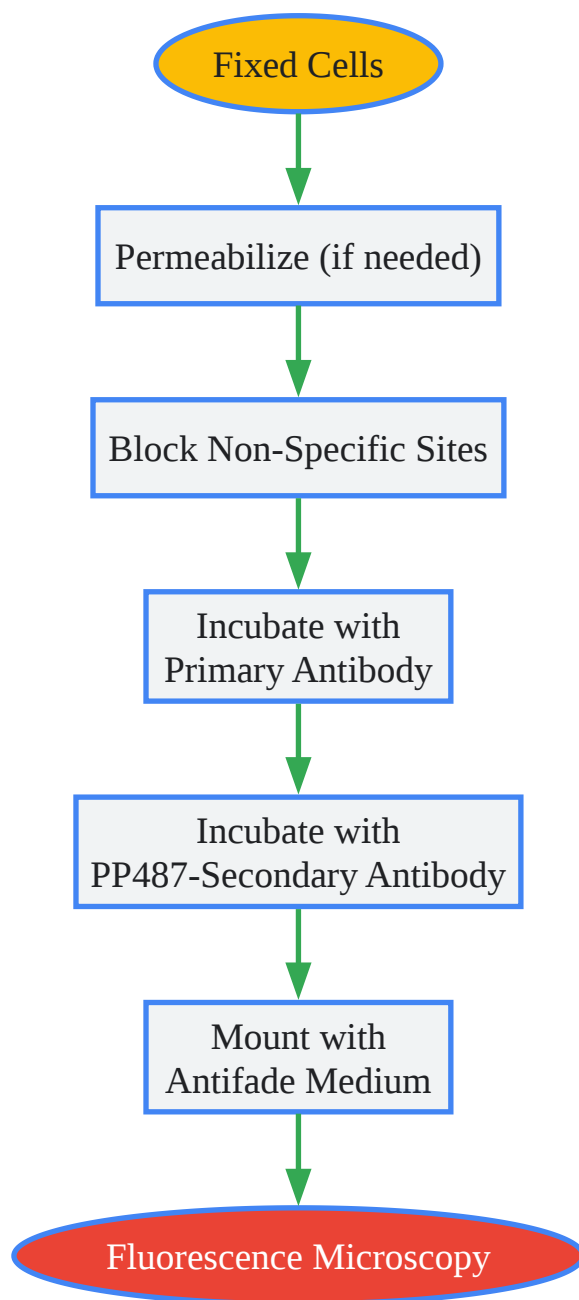 Fixed Cells
Permeabilize (if needed)
Block Non-Specific Sites
Incubate with
Primary Antibody
Incubate with
PP487-Secondary Antibody
Mount with
Antifade Medium
Fluorescence Microscopy